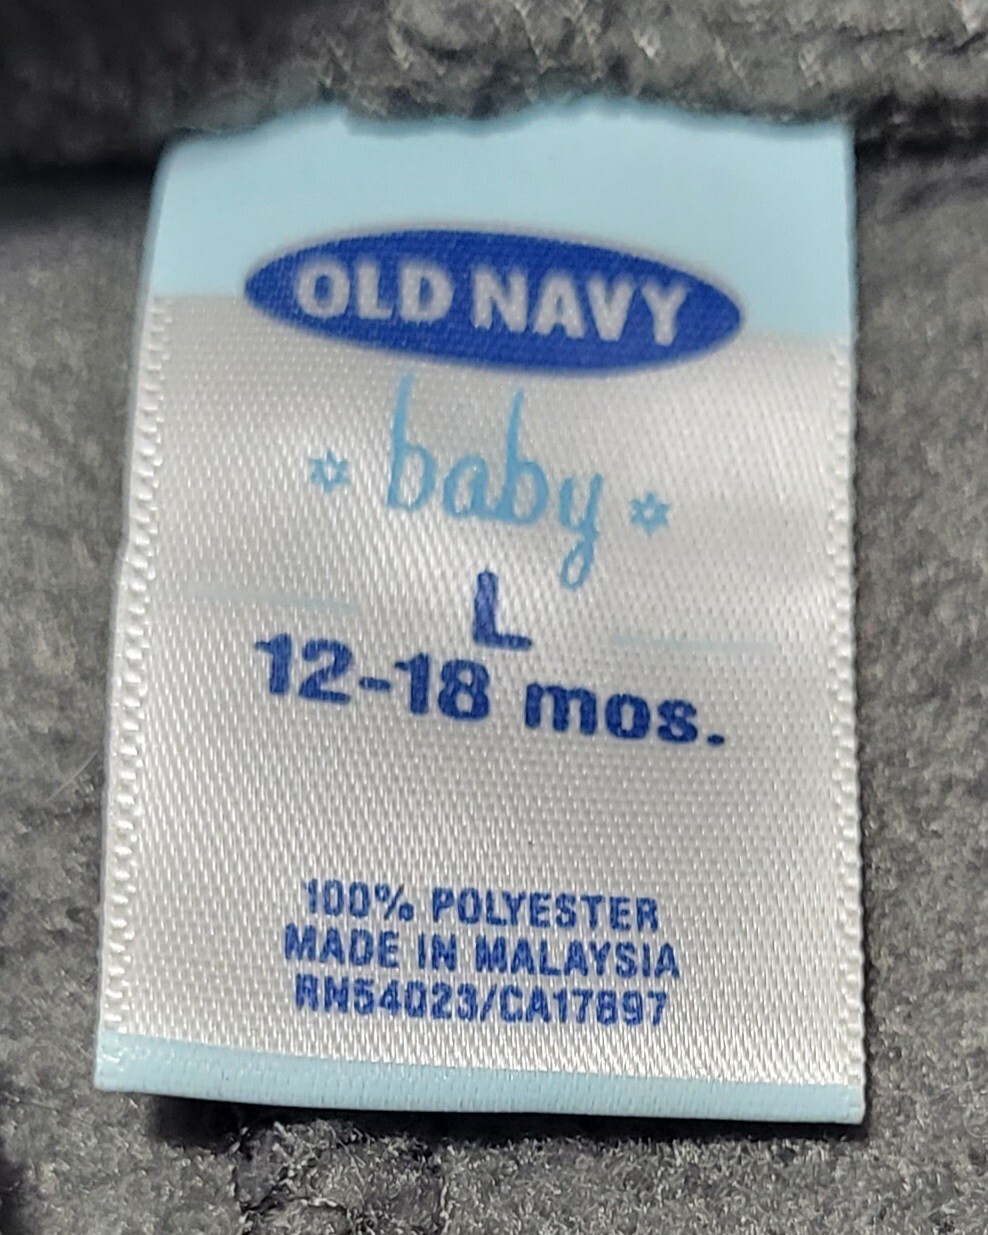 OLD NAVY
baby
L
12-18 mos.
100% POLYESTER
MADE IN MALAYSIA
RN54023/CA17897